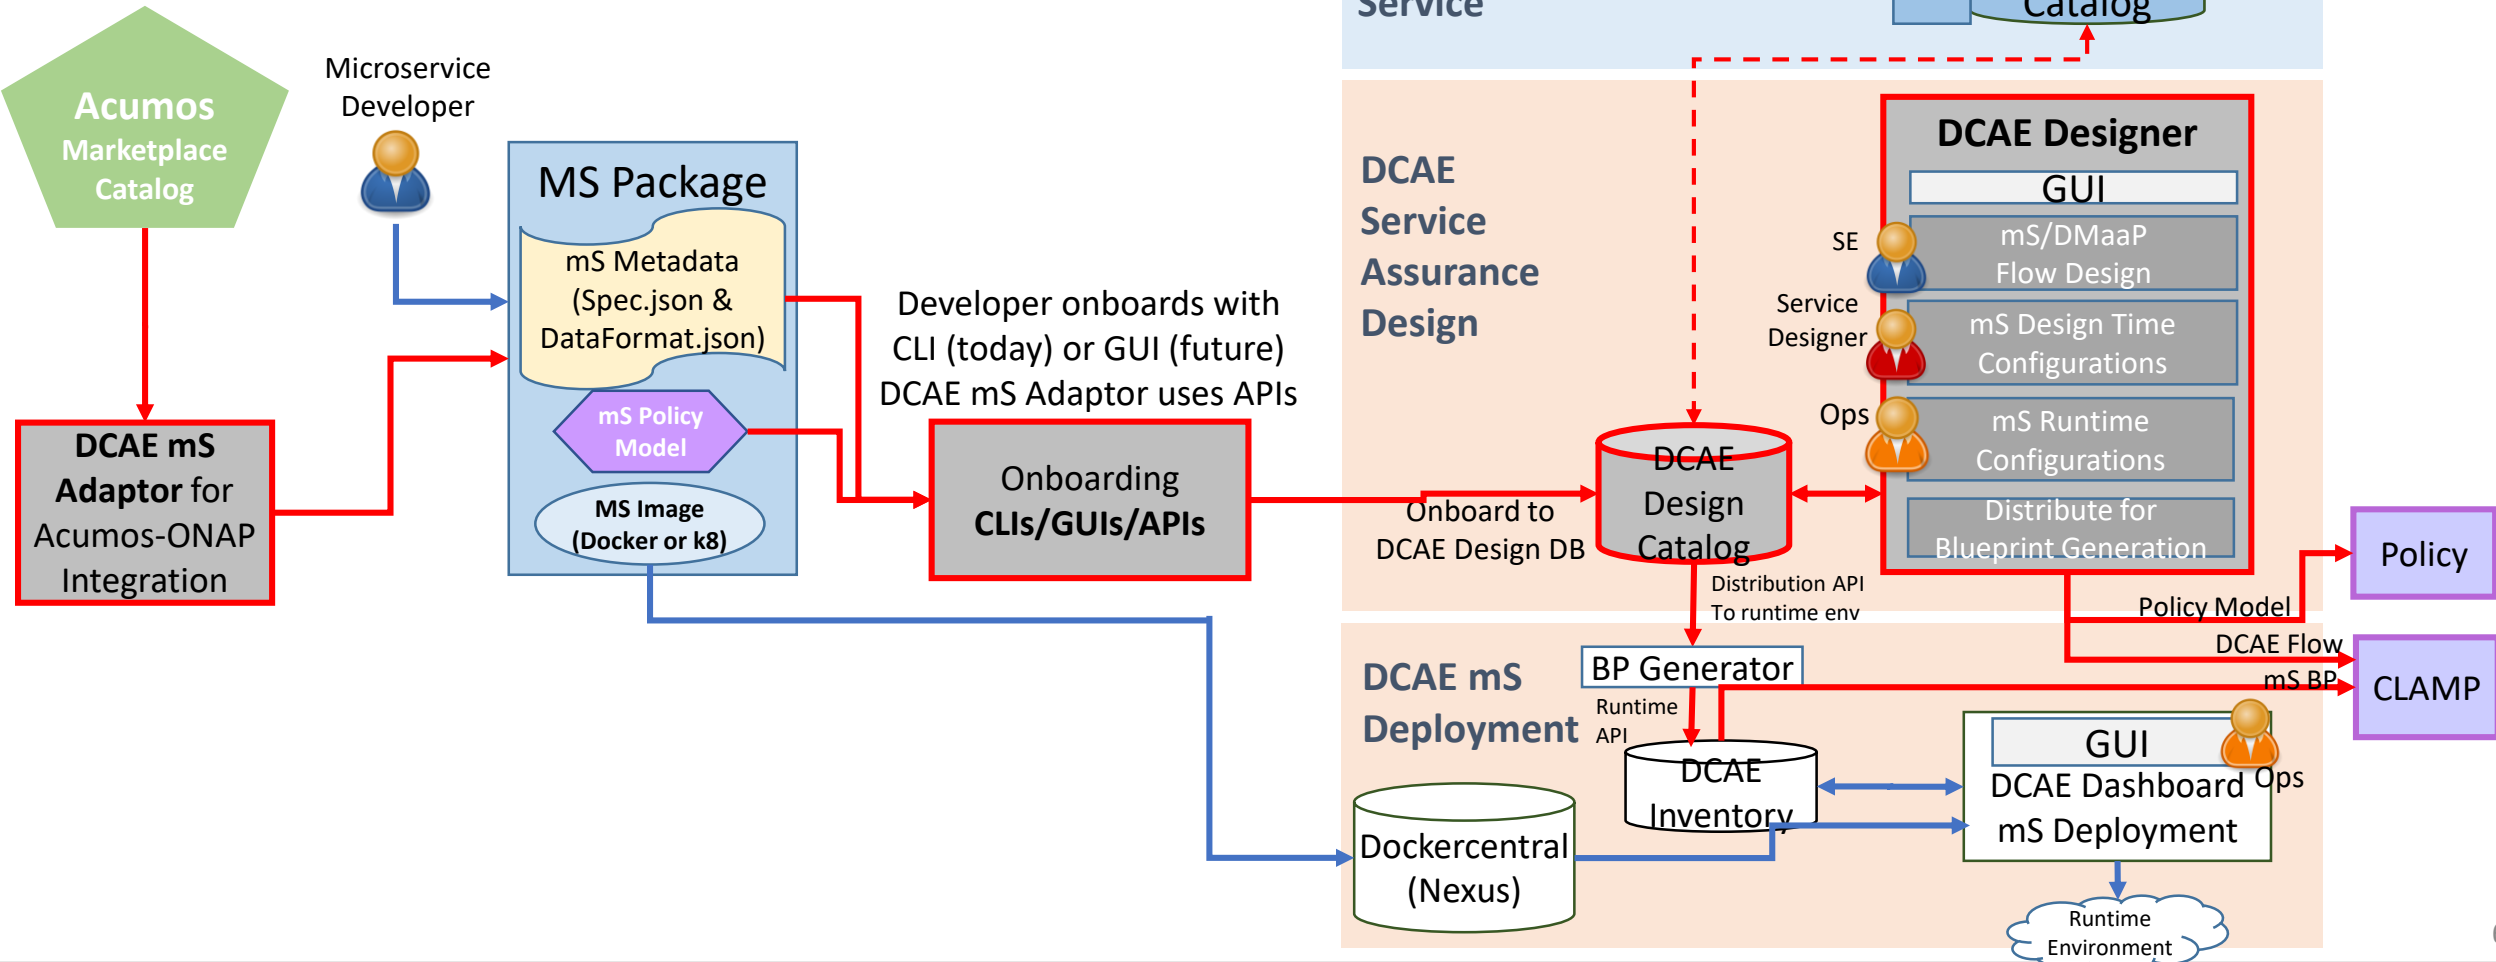 Service
Catalog
Acumos
Marketplace
Catalog
Microservice
Developer
MS Package
mS Metadata
(Spec.json &
DataFormat.json)
mS Policy
Model
MS Image
(Docker or k8)
DCAE mS
Adaptor for
Acumos-ONAP
Integration
Developer onboards with
CLI (today) or GUI (future)
DCAE mS Adaptor uses APIs
Onboarding
CLIs/GUIs/APIs
DCAE
Service
Assurance
Design
Onboard to
DCAE Design DB
DCAE
Design
Catalog
Distribution API
To runtime env
DCAE Designer
GUI
SE
mS/DMaaP
Flow Design
Service
Designer
mS Design Time
Configurations
Ops
mS Runtime
Configurations
Distribute for
Blueprint Generation
Policy
Policy Model
DCAE Flow
mS BP
CLAMP
DCAE mS
Deployment
BP Generator
Runtime
API
DCAE
Inventory
Dockercentral
(Nexus)
GUI
Ops
DCAE Dashboard
mS Deployment
Runtime
Environment